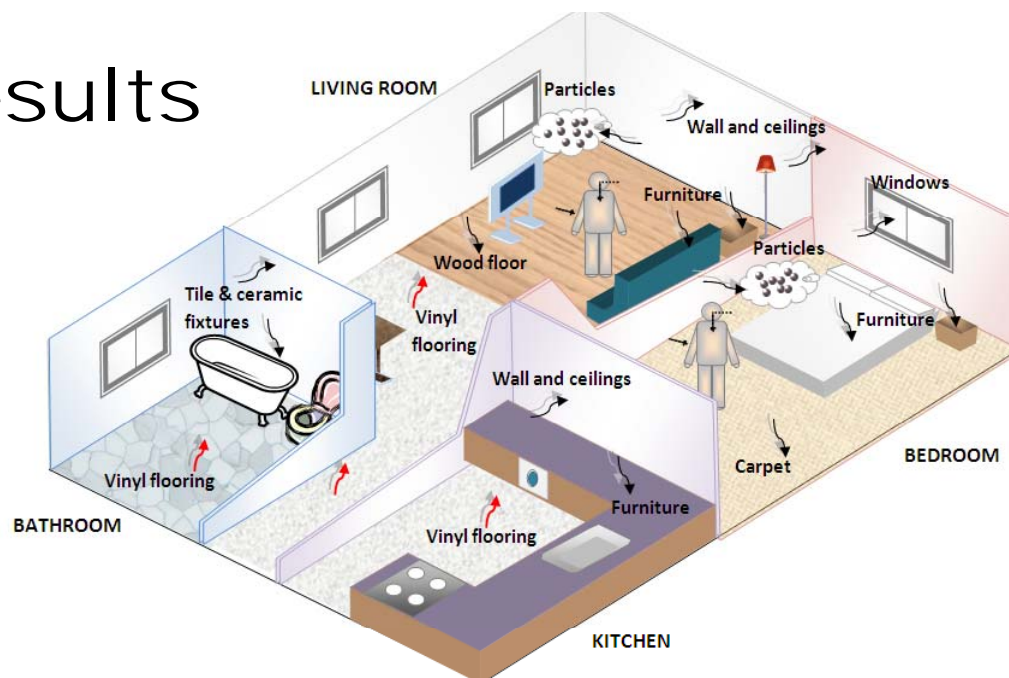 esults
LIVING ROOM
Particles
Wall and ceilings
Windows
Furniture
Particles
Wood floor
Tile & ceramic
fixtures
Vinyl
flooring
Furniture
Wall and ceilings
Carpet
BEDROOM
Vinyl flooring
Furniture
BATHROOM
Vinyl flooring
KITCHEN